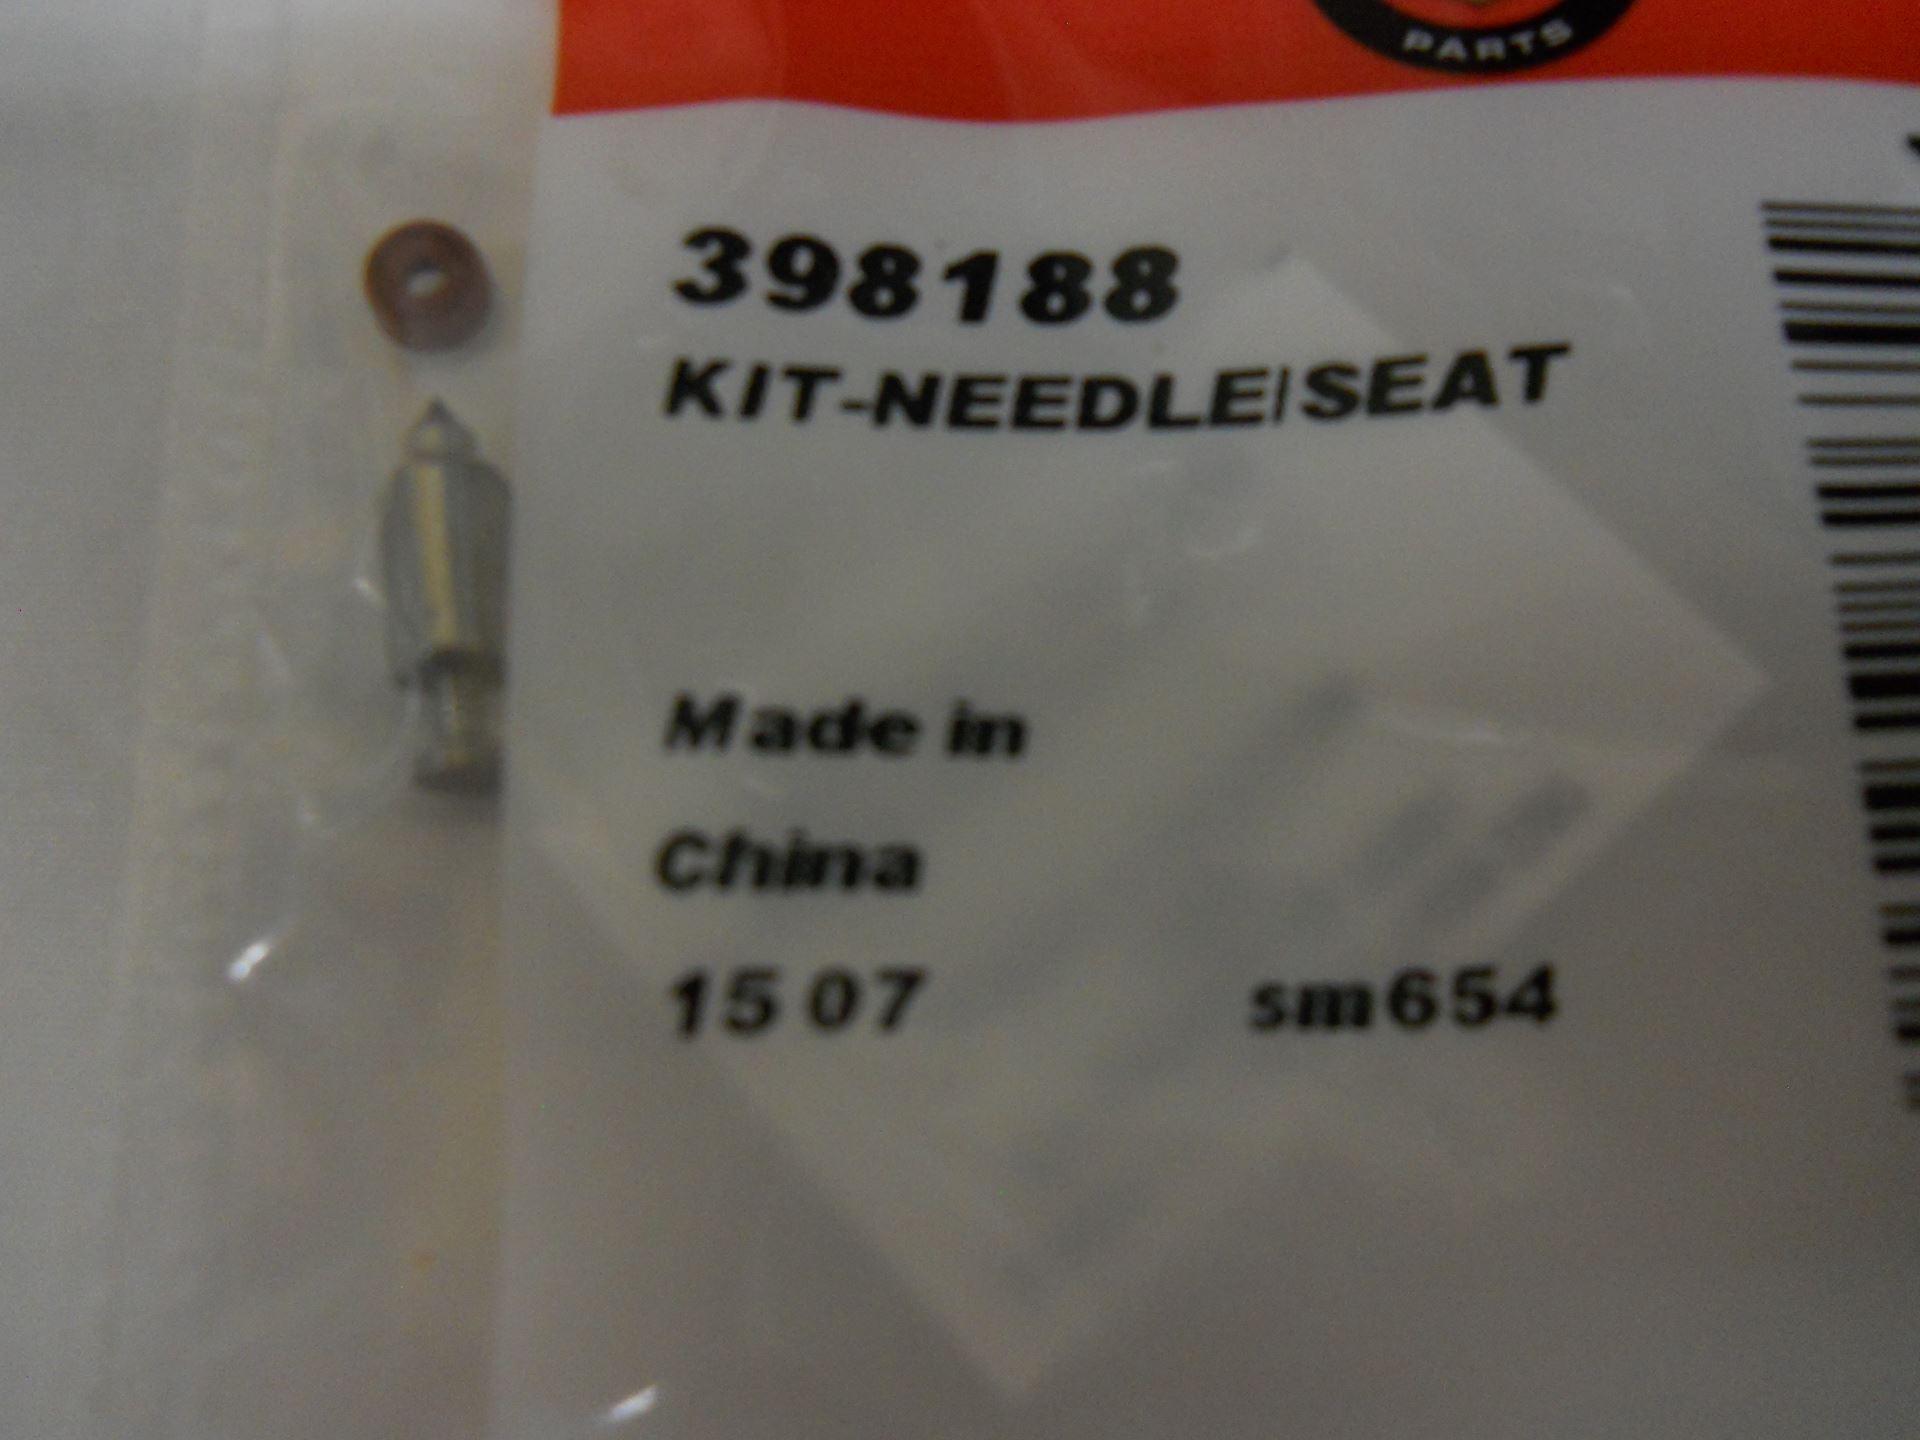 PARTS
398188
KIT-NEEDLE/SEAT
Made in
China
15 07 sm654